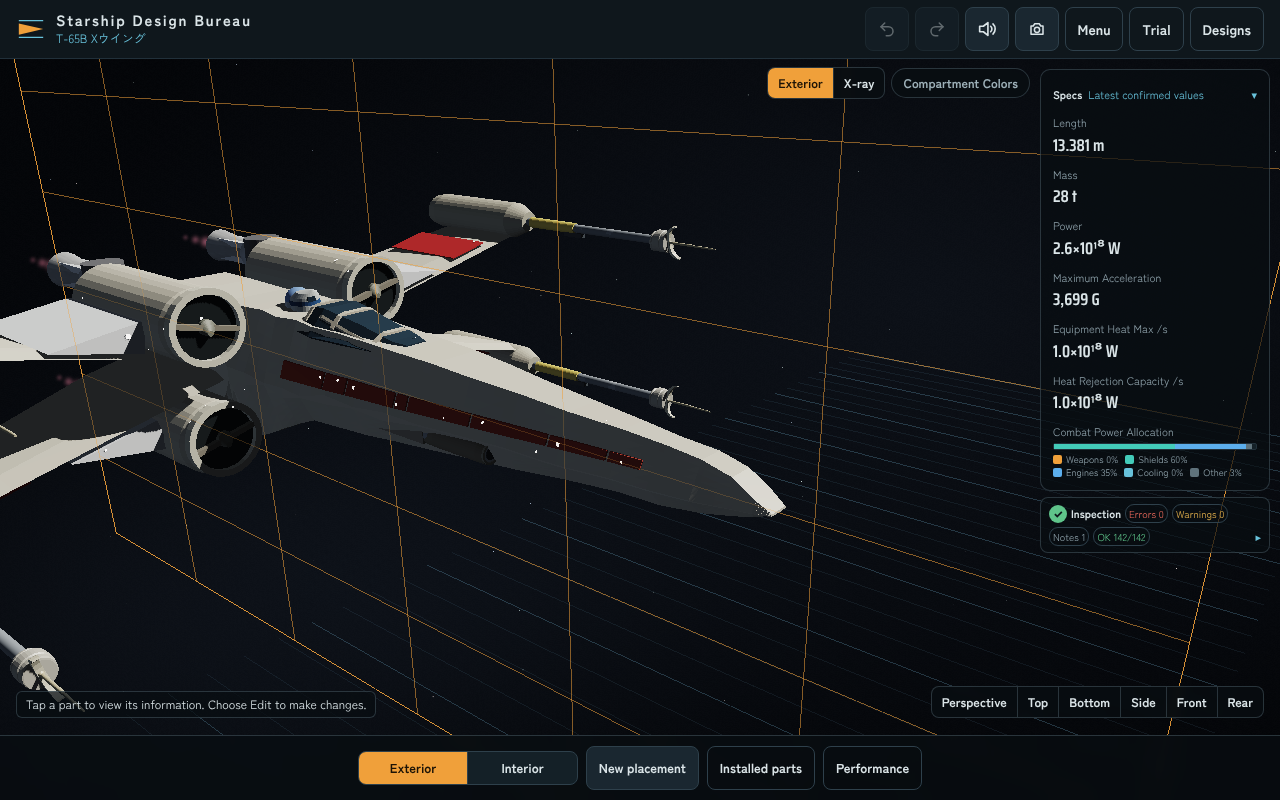 Starship Design Bureau
T-65B Xウイング
Menu
Trial
Designs
Exterior
X-ray
Compartment Colors
Specs Latest confirmed values
Length
13.381 m
Mass
28 t
Power
2.6×10¹⁸ W
Maximum Acceleration
3,699 G
Equipment Heat Max /s
1.0×10¹⁸ W
Heat Rejection Capacity /s
1.0×10¹⁸ W
Combat Power Allocation
Weapons 0% Shields 60%
Engines 35% Cooling 0% Other 3%
Inspection Errors 0 Warnings 0
Notes 1 OK 142/142
Tap a part to view its information. Choose Edit to make changes.
Perspective
Top
Bottom
Side
Front
Rear
Exterior
Interior
New placement
Installed parts
Performance